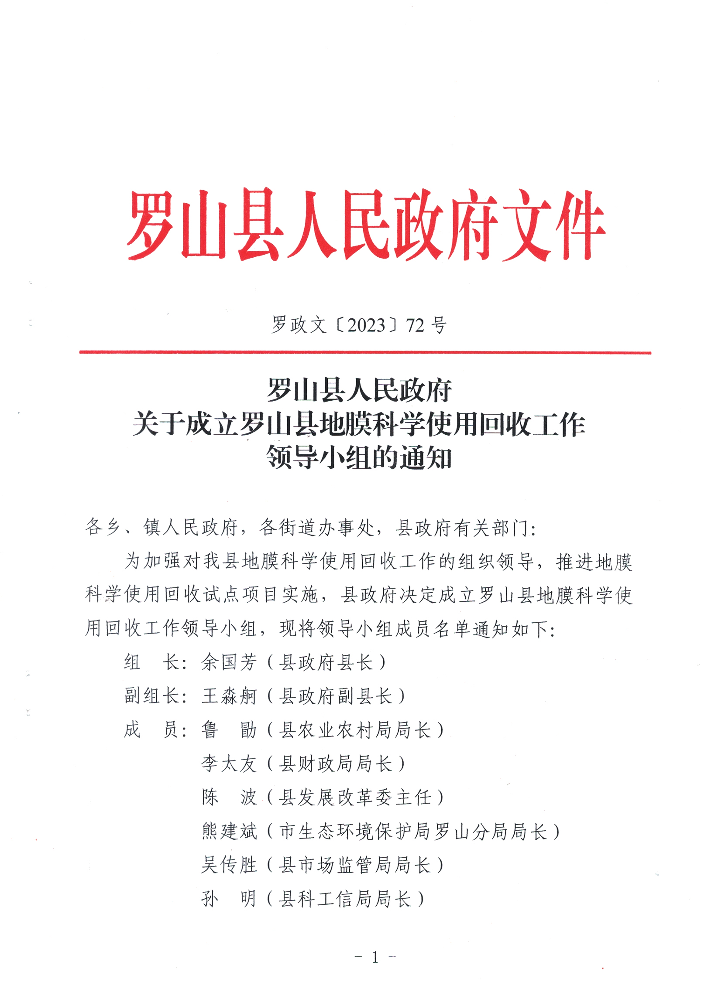 罗山县人民政府文件
罗政文〔2023〕72 号
罗山县人民政府
关于成立罗山县地膜科学使用回收工作
领导小组的通知
各乡、镇人民政府，各街道办事处，县政府有关部门：
为加强对我县地膜科学使用回收工作的组织领导，推进地膜
科学使用回收试点项目实施，县政府决定成立罗山县地膜科学使
用回收工作领导小组，现将领导小组成员名单通知如下：
组　长：余国芳（县政府县长）
副组长：王淼舸（县政府副县长）
成　员：鲁　勖（县农业农村局局长）
李太友（县财政局局长）
陈　波（县发展改革委主任）
熊建斌（市生态环境保护局罗山分局局长）
吴传胜（县市场监管局局长）
孙　明（县科工信局局长）
- 1 -